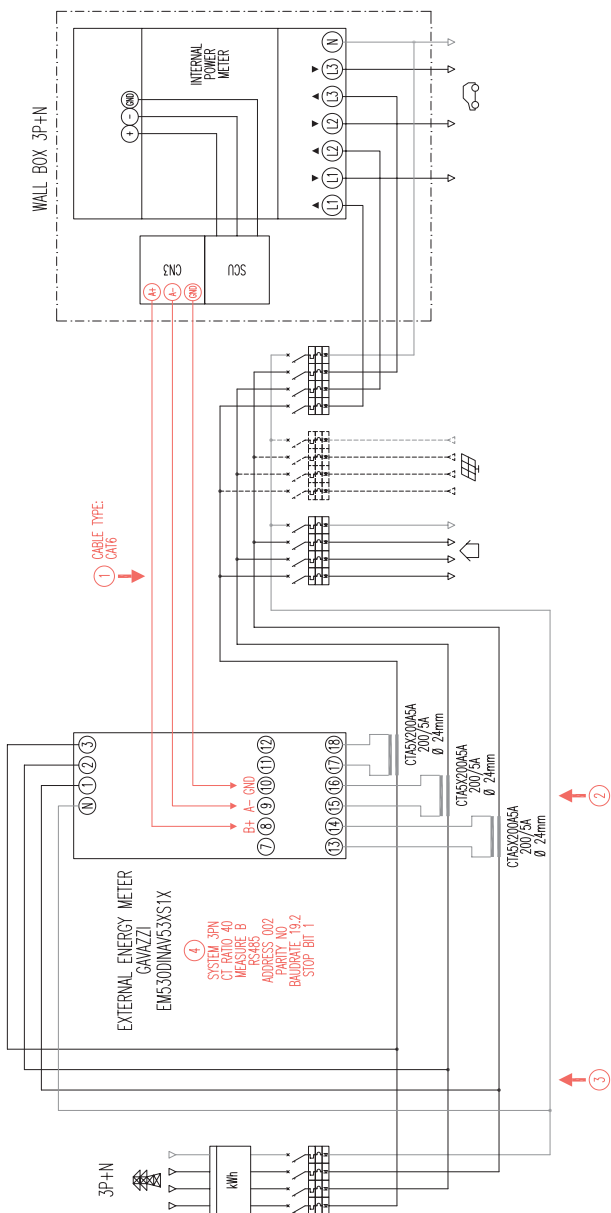 WALL BOX 3P+N
INTERNAL
POWER
METER
GND
-
+
N
L3
L3
L2
L2
L1
L1
CN3
SCU
A+
A-
GND
1
CABLE TYPE:
CAT6
3
2
1
N
12
11
10
9
8
7
GND
A-
B+
18
17
16
15
14
13
CTA5X200A5A
200/5A
Ø 24mm
CTA5X200A5A
200/5A
Ø 24mm
CTA5X200A5A
200/5A
Ø 24mm
2
EXTERNAL ENERGY METER
GAVAZZI
EM530DINAV53XS1X
4
SYSTEM 3PN
CT RATIO 40
MEASURE B
RS485
ADDRESS 002
PARITY NO
BAUDRATE 19.2
STOP BIT 1
3
3P+N
kWh